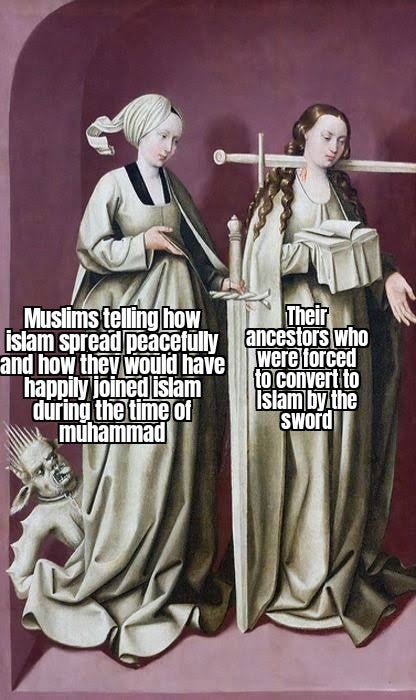 Muslims telling how
islam spread peacefully
and how they would have
happily joined islam
during the time of
muhammad
Their
ancestors who
were forced
to convert to
Islam by the
sword